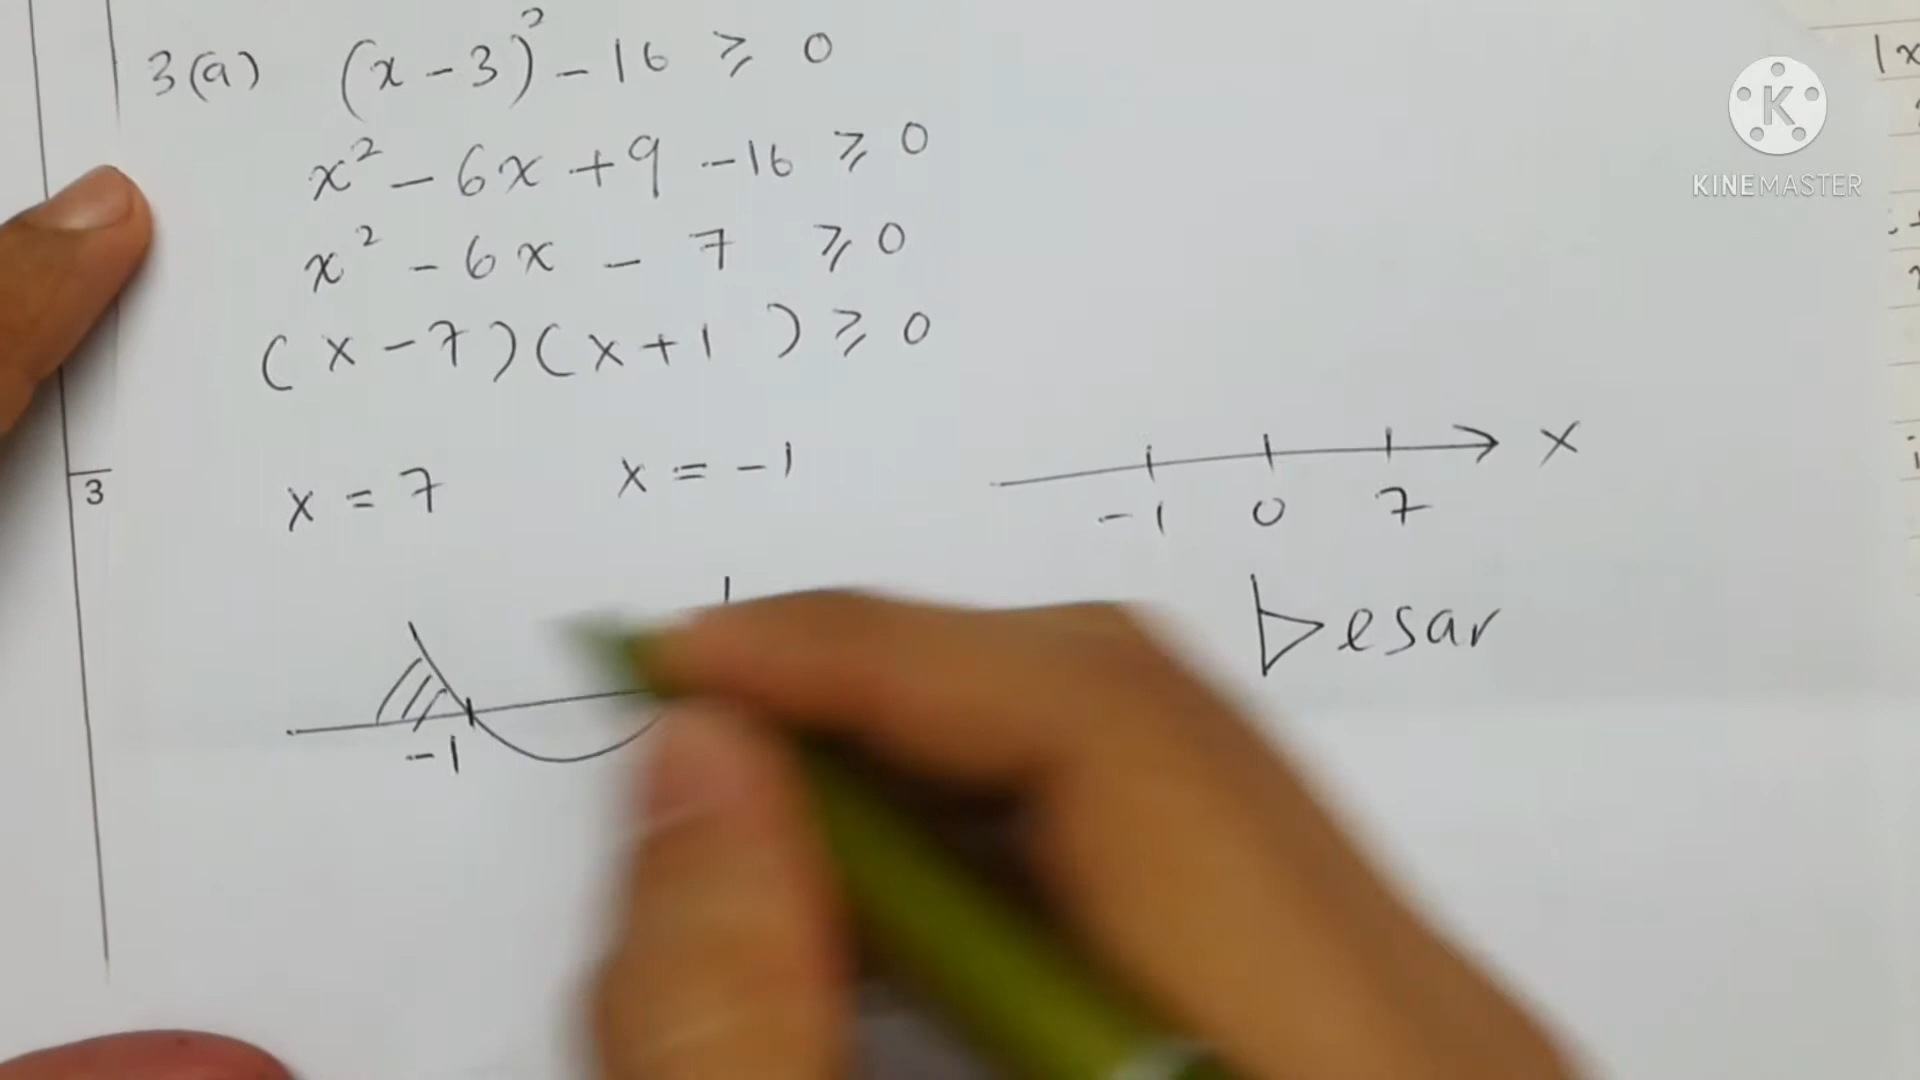 3(a) (x - 3)² - 16 ≥ 0
x² - 6x + 9 - 16 ≥ 0
x² - 6x - 7 ≥ 0
(x - 7)(x + 1) ≥ 0
x = 7 x = -1
x
-1 0 7
3
Besar
-1
K
KINEMASTER